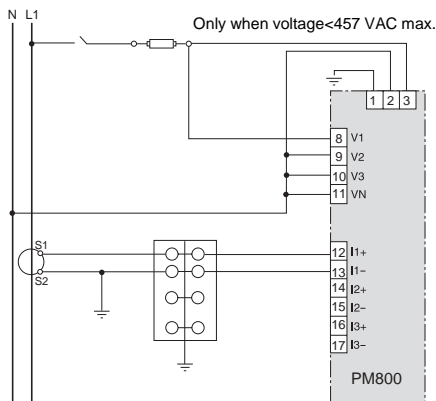 N L1
Only when voltage<457 VAC max.
1 2 3
8 V1
9 V2
10 V3
11 VN
S1
S2
12 I1+
13 I1–
14 I2+
15 I2–
16 I3+
17 I3–
PM800